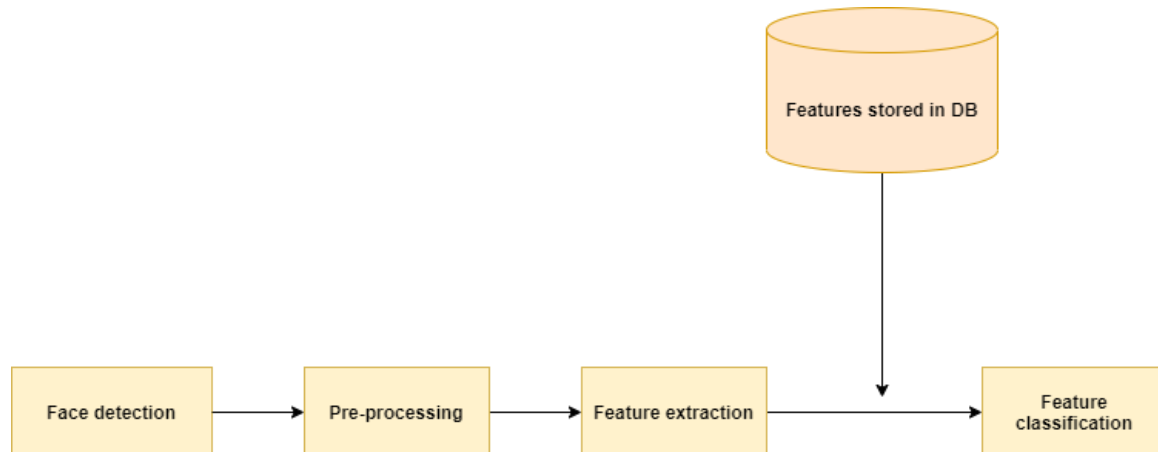 Features stored in DB
Face detection
Pre-processing
Feature extraction
Feature
classification